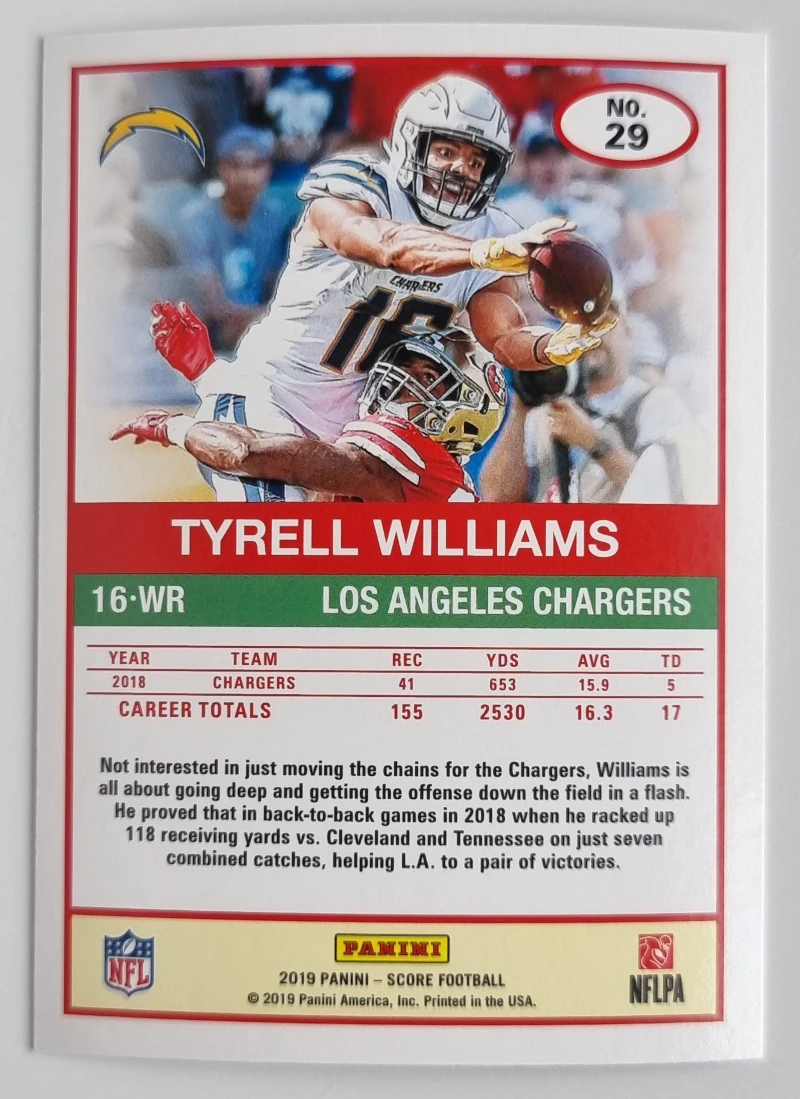 NO.
29
CHARGERS
16
TYRELL WILLIAMS
16·WR LOS ANGELES CHARGERS
YEAR TEAM REC YDS AVG TD
2018 CHARGERS 41 653 15.9 5
CAREER TOTALS 155 2530 16.3 17
Not interested in just moving the chains for the Chargers, Williams is
all about going deep and getting the offense down the field in a flash.
He proved that in back-to-back games in 2018 when he racked up
118 receiving yards vs. Cleveland and Tennessee on just seven
combined catches, helping L.A. to a pair of victories.
NFL
PANINI
2019 PANINI – SCORE FOOTBALL
© 2019 Panini America, Inc. Printed in the USA.
NFLPA